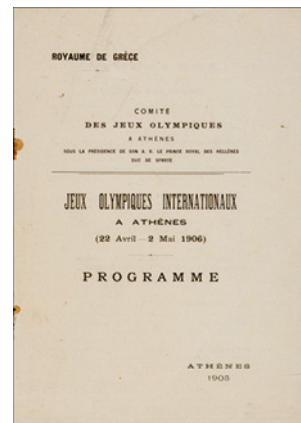 ROYAUME DE GRÈCE
COMITÉ
DES JEUX OLYMPIQUES
A ATHÈNES
SOUS LA PRÉSIDENCE DE SON A. R. LE PRINCE ROYAL DES HELLÈNES
DUC DE SPARTE
JEUX OLYMPIQUES INTERNATIONAUX
A ATHÈNES
(22 Avril — 2 Mai 1906)
PROGRAMME
ATHÈNES
1905